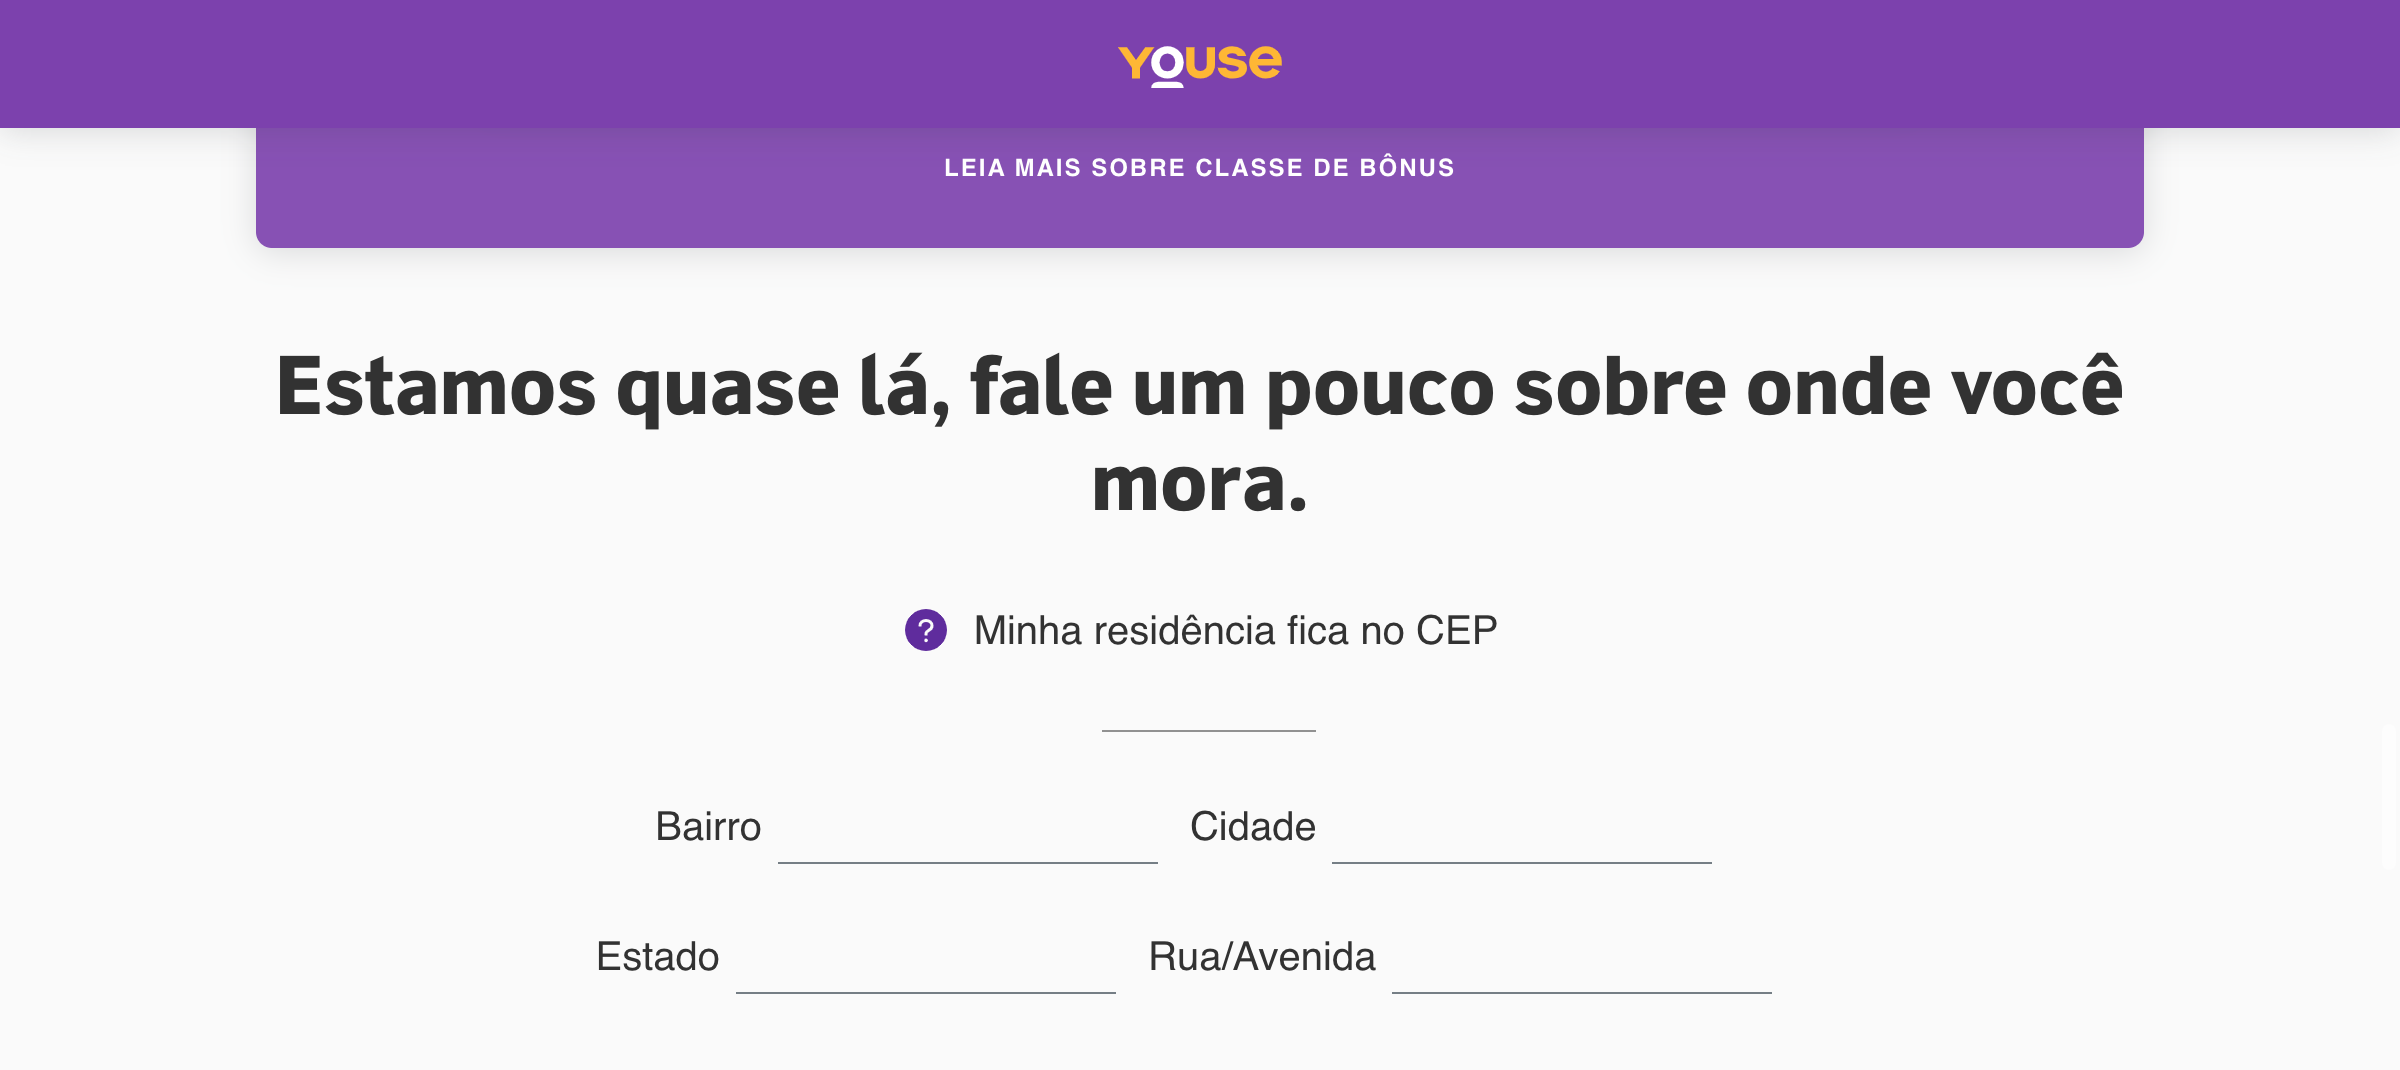 Youse
LEIA MAIS SOBRE CLASSE DE BÔNUS
Estamos quase lá, fale um pouco sobre onde você
mora.
? Minha residência fica no CEP
Bairro Cidade
Estado Rua/Avenida